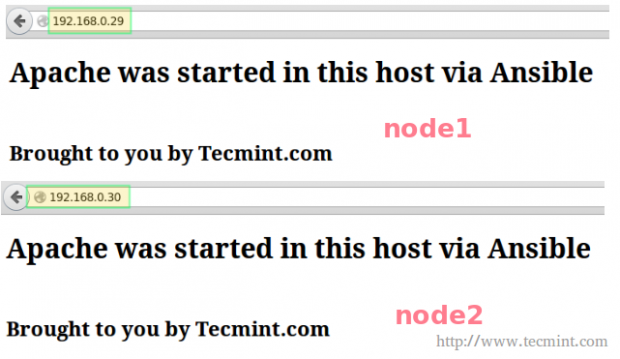 192.168.0.29
Apache was started in this host via Ansible
node1
Brought to you by Tecmint.com
192.168.0.30
Apache was started in this host via Ansible
node2
Brought to you by Tecmint.com
http://www.tecmint.com